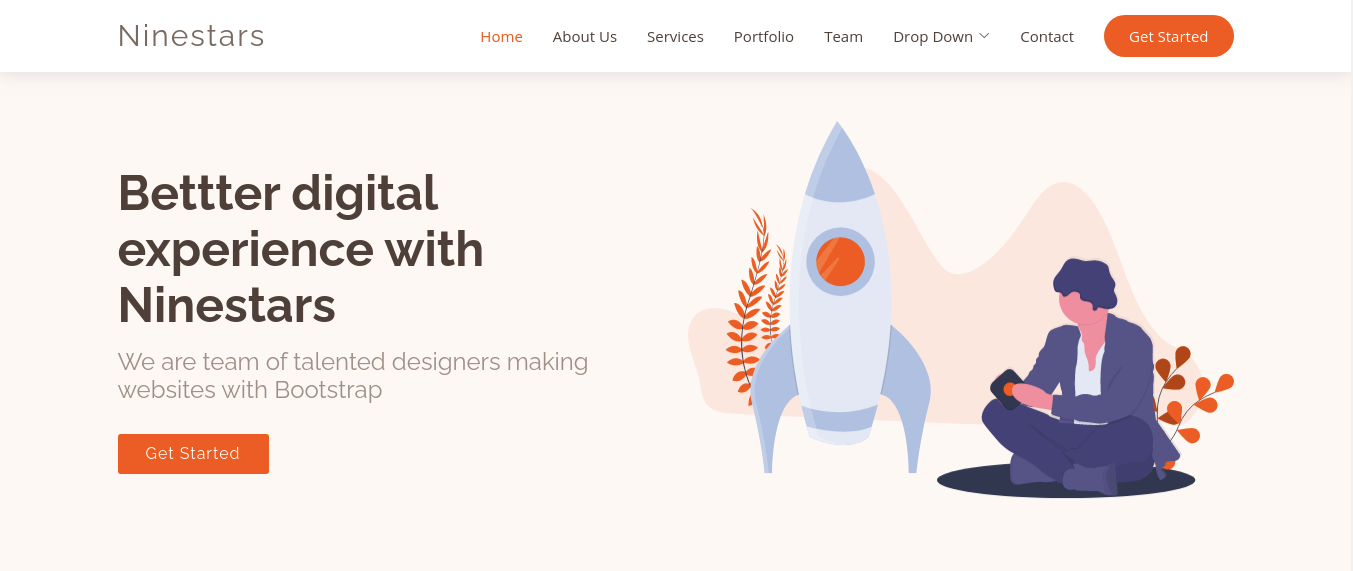 Ninestars
Home About Us Services Portfolio Team Drop Down Contact Get Started
Bettter digital
experience with
Ninestars
We are team of talented designers making
websites with Bootstrap
Get Started